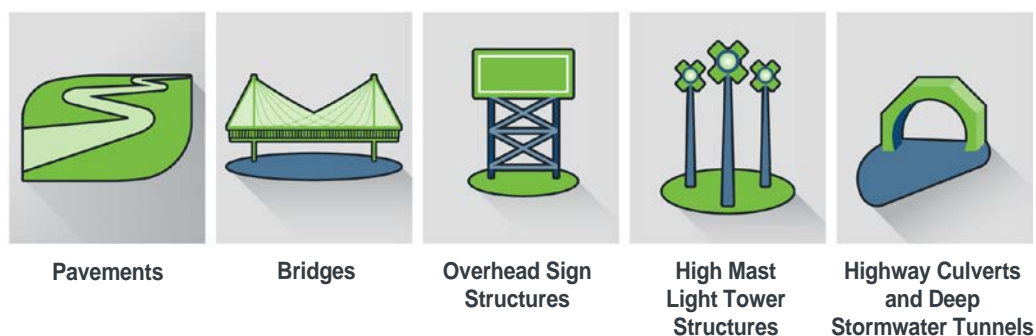 Pavements
Bridges
Overhead Sign
Structures
High Mast
Light Tower
Structures
Highway Culverts
and Deep
Stormwater Tunnels